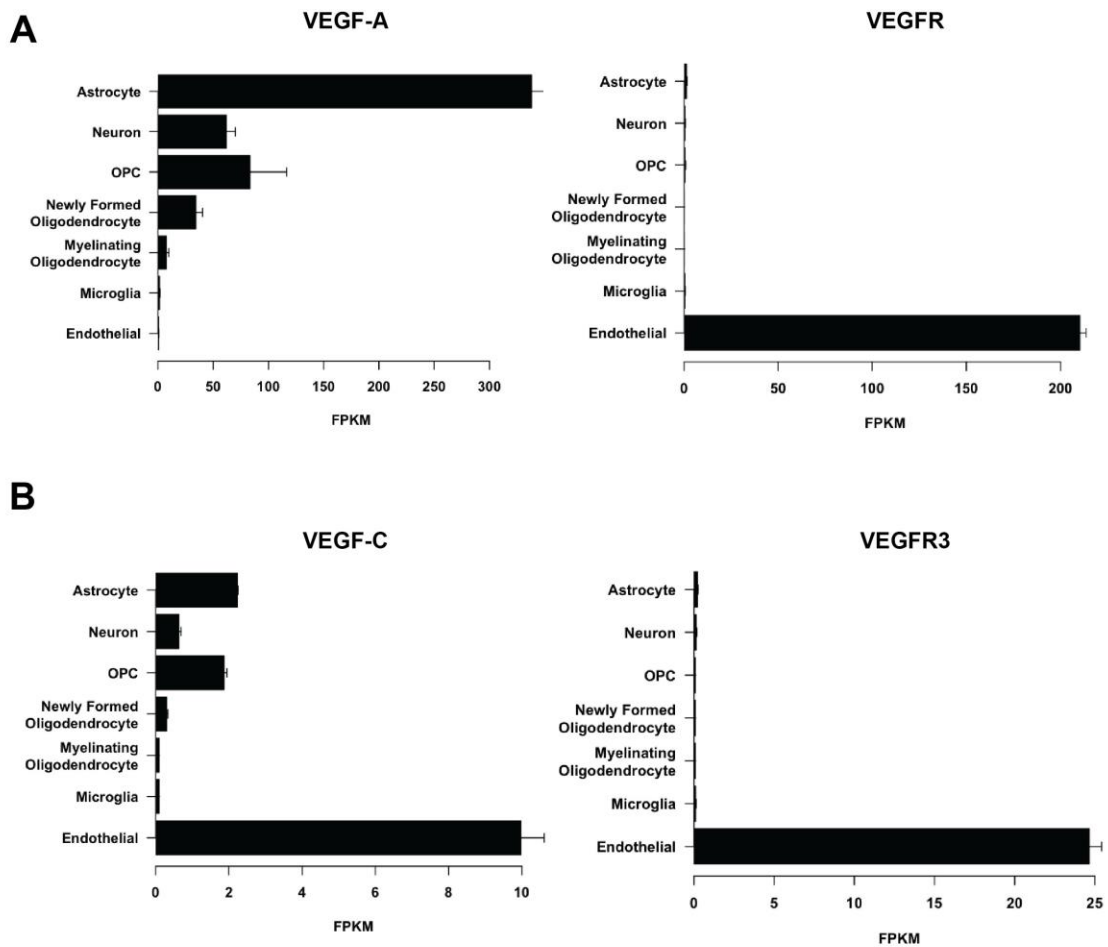 A
VEGF-A
VEGFR
Astrocyte
Neuron
OPC
Newly Formed
Oligodendrocyte
Myelinating
Oligodendrocyte
Microglia
Endothelial
0 50 100 150 200 250 300
FPKM
Astrocyte
Neuron
OPC
Newly Formed
Oligodendrocyte
Myelinating
Oligodendrocyte
Microglia
Endothelial
0 50 100 150 200
FPKM
B
VEGF-C
VEGFR3
Astrocyte
Neuron
OPC
Newly Formed
Oligodendrocyte
Myelinating
Oligodendrocyte
Microglia
Endothelial
0 2 4 6 8 10
FPKM
Astrocyte
Neuron
OPC
Newly Formed
Oligodendrocyte
Myelinating
Oligodendrocyte
Microglia
Endothelial
0 5 10 15 20 25
FPKM